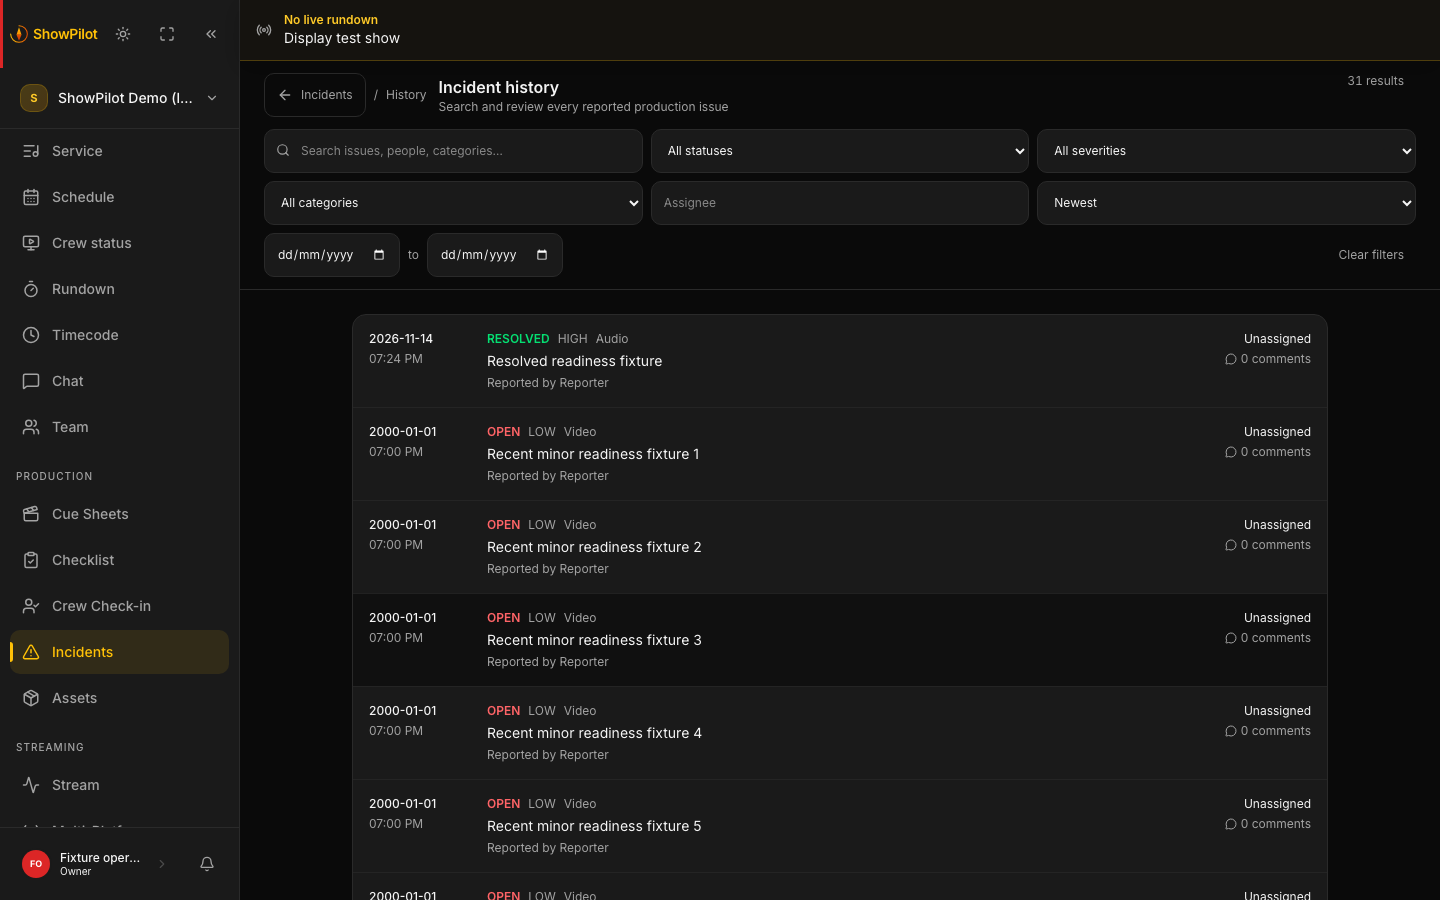 ShowPilot
S ShowPilot Demo (I...
Service
Schedule
Crew status
Rundown
Timecode
Chat
Team
PRODUCTION
Cue Sheets
Checklist
Crew Check-in
Incidents
Assets
STREAMING
Stream
FO Fixture oper...
Owner
No live rundown
Display test show
Incidents / History
Incident history
Search and review every reported production issue
31 results
Search issues, people, categories...
All statuses
All severities
All categories
Assignee
Newest
dd/mm/yyyy to dd/mm/yyyy
Clear filters
2026-11-14 RESOLVED HIGH Audio Unassigned
07:24 PM Resolved readiness fixture 0 comments
Reported by Reporter
2000-01-01 OPEN LOW Video Unassigned
07:00 PM Recent minor readiness fixture 1 0 comments
Reported by Reporter
2000-01-01 OPEN LOW Video Unassigned
07:00 PM Recent minor readiness fixture 2 0 comments
Reported by Reporter
2000-01-01 OPEN LOW Video Unassigned
07:00 PM Recent minor readiness fixture 3 0 comments
Reported by Reporter
2000-01-01 OPEN LOW Video Unassigned
07:00 PM Recent minor readiness fixture 4 0 comments
Reported by Reporter
2000-01-01 OPEN LOW Video Unassigned
07:00 PM Recent minor readiness fixture 5 0 comments
Reported by Reporter
2000-01-01 OPEN LOW Video Unassigned